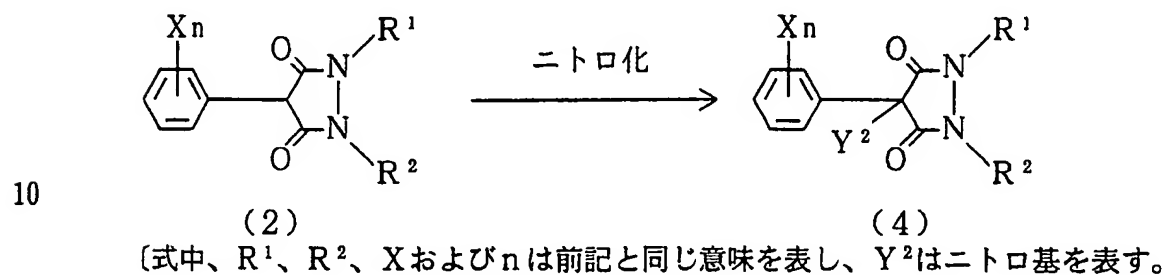 Xn
R¹
O
N
N
O
R²
ニトロ化
Xn
R¹
O
N
N
Y²
O
R²
10
(2)
(4)
〔式中、R¹、R²、Xおよびnは前記と同じ意味を表し、Y²はニトロ基を表す。